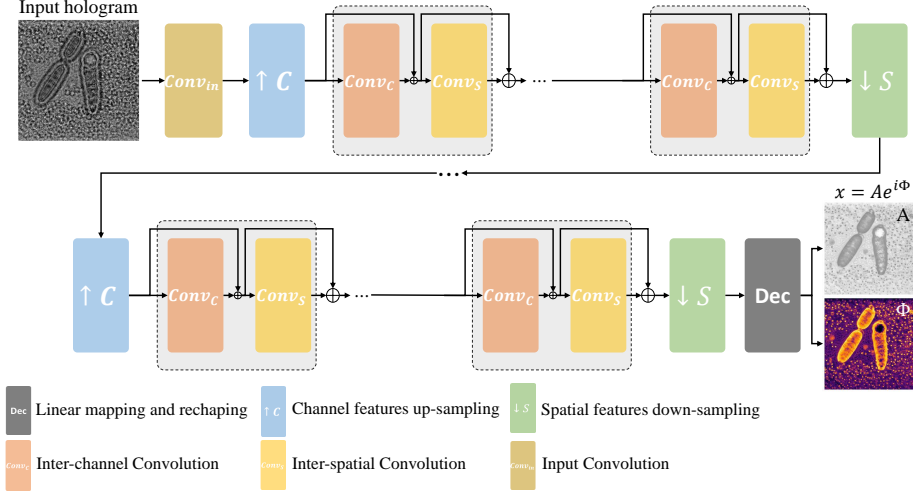 Input hologram
Conv_in
↑ C
Conv_C
Conv_S
...
Conv_C
Conv_S
↓ S
...
x = Ae^{iΦ}
A
↑ C
Conv_C
Conv_S
...
Conv_C
Conv_S
↓ S
Dec
Φ
Dec Linear mapping and rechaping
↑ C Channel features up-sampling
↓ S Spatial features down-sampling
Conv_C Inter-channel Convolution
Conv_S Inter-spatial Convolution
Conv_in Input Convolution